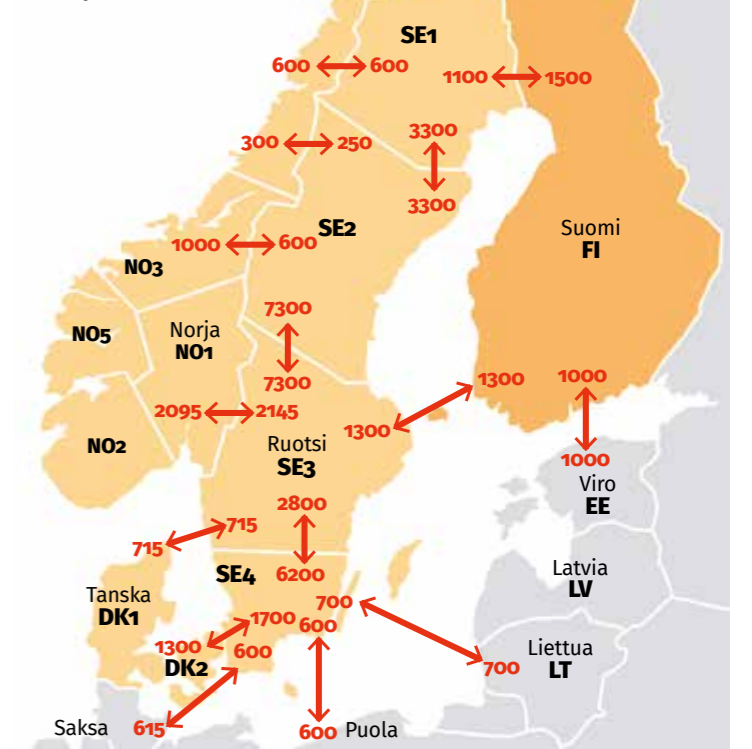 SE1
600
600
1100
1500
300
250
3300
3300
SE2
Suomi
FI
1000
600
NO3
7300
NO5
Norja
NO1
7300
1300
1000
2095
2145
1300
NO2
Ruotsi
SE3
1000
Viro
EE
2800
715
715
6200
SE4
Latvia
LV
Tanska
DK1
700
1700
600
1300
600
DK2
Liettua
LT
700
Saksa
615
600
Puola